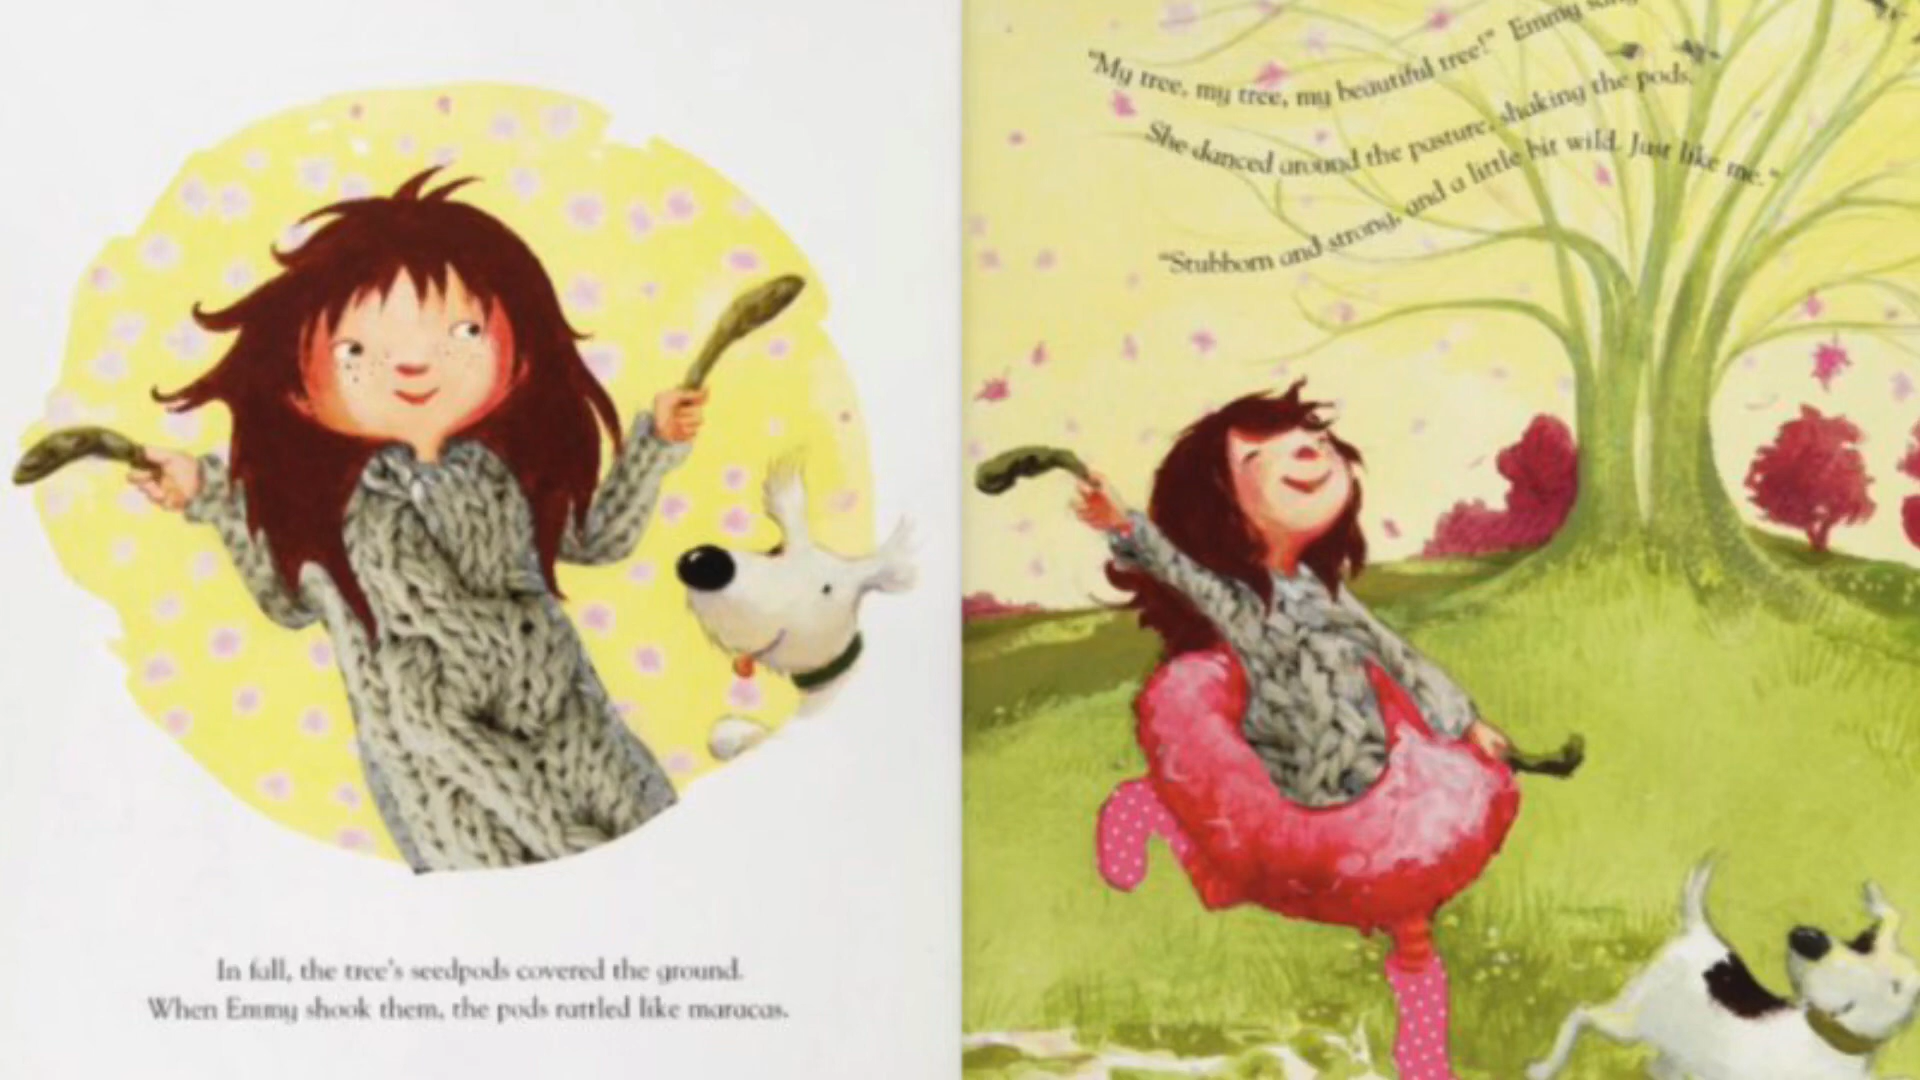 In fall, the tree's seedpods covered the ground.
When Emmy shook them, the pods rattled like maracas.
"My tree, my tree, my beautiful tree!" Emmy sang
She danced around the pasture, shaking the pods.
"Stubborn and strong, and a little bit wild. Just like me."